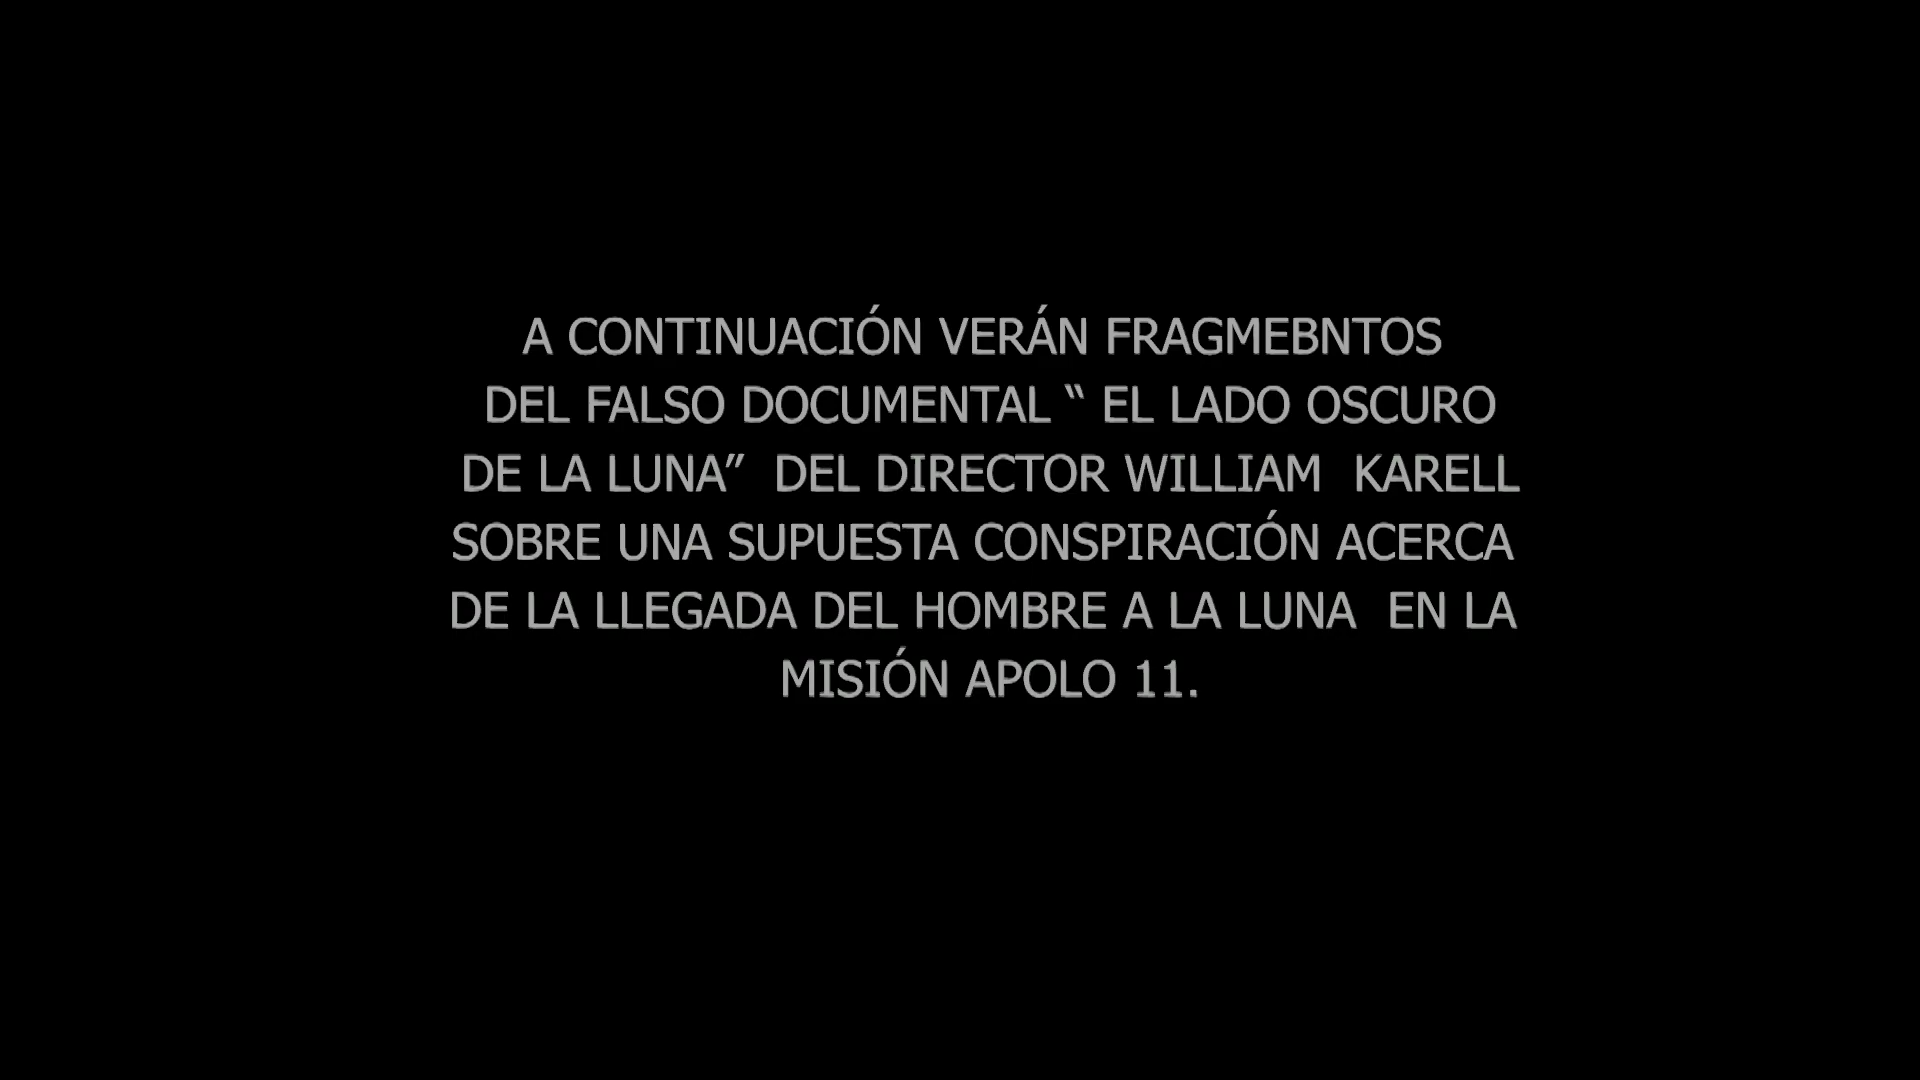 A CONTINUACIÓN VERÁN FRAGMEBNTOS
DEL FALSO DOCUMENTAL “ EL LADO OSCURO
DE LA LUNA”  DEL DIRECTOR WILLIAM  KARELL
SOBRE UNA SUPUESTA CONSPIRACIÓN ACERCA
DE LA LLEGADA DEL HOMBRE A LA LUNA  EN LA
MISIÓN APOLO 11.